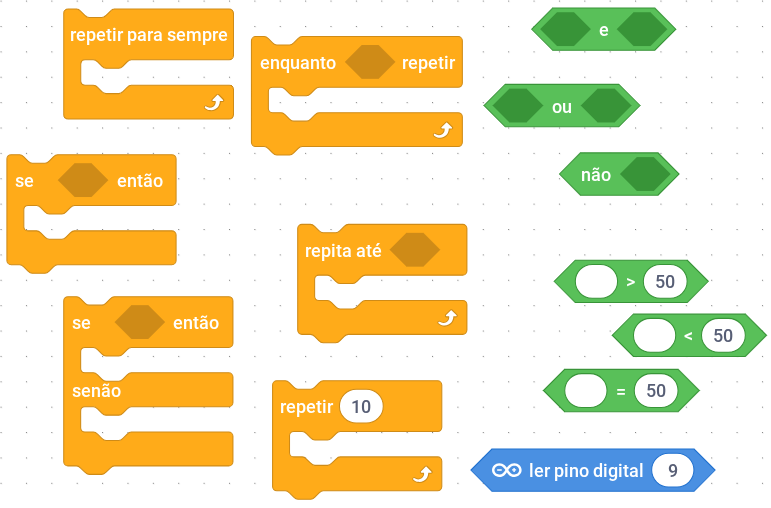 repetir para sempre
enquanto repetir
e
ou
se então
não
repita até
> 50
se então
< 50
senão
= 50
repetir 10
ler pino digital 9